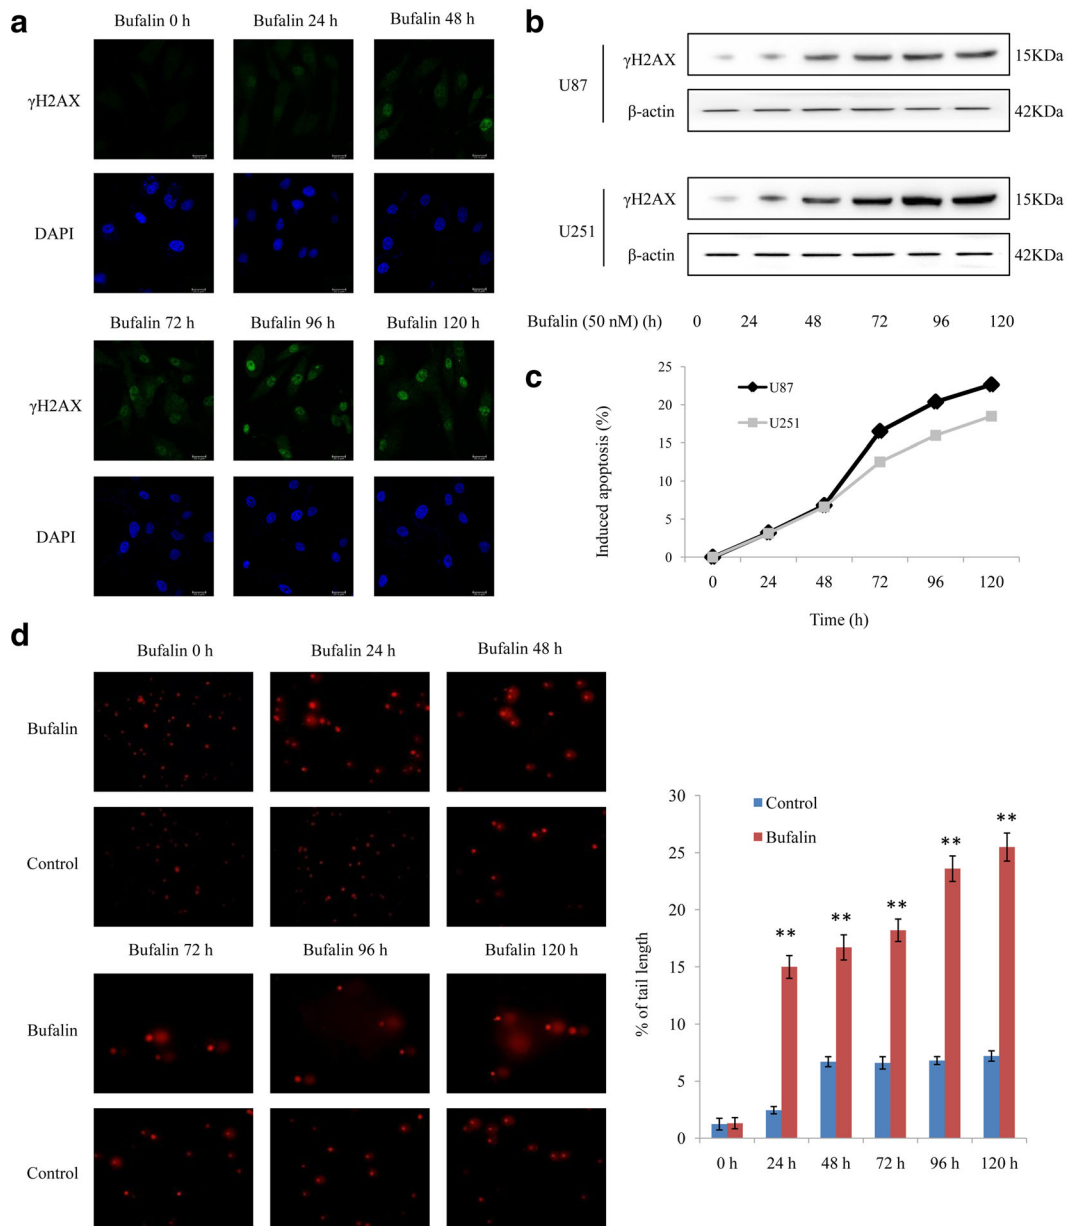 a
Bufalin 0 h Bufalin 24 h Bufalin 48 h
γH2AX
DAPI
Bufalin 72 h Bufalin 96 h Bufalin 120 h
γH2AX
DAPI
b
U87
γH2AX 15KDa
β-actin 42KDa
U251
γH2AX 15KDa
β-actin 42KDa
Bufalin (50 nM) (h) 0 24 48 72 96 120
c
Induced apoptosis (%)
25
20
15
10
5
0
U87
U251
0 24 48 72 96 120
Time (h)
d
Bufalin 0 h Bufalin 24 h Bufalin 48 h
Bufalin
Control
Bufalin 72 h Bufalin 96 h Bufalin 120 h
Bufalin
Control
% of tail length
30
25
20
15
10
5
0
Control
Bufalin
** ** ** ** **
0 h 24 h 48 h 72 h 96 h 120 h